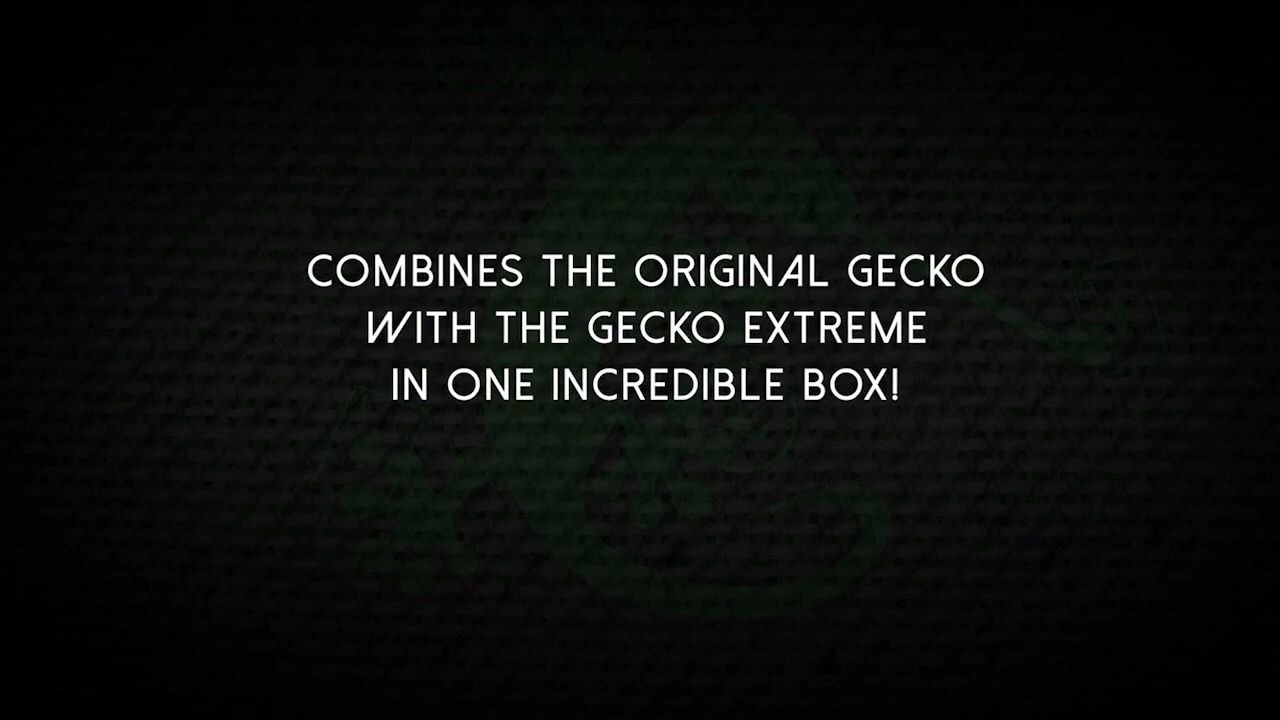 COMBINES THE ORIGINAL GECKO
WITH THE GECKO EXTREME
IN ONE INCREDIBLE BOX!